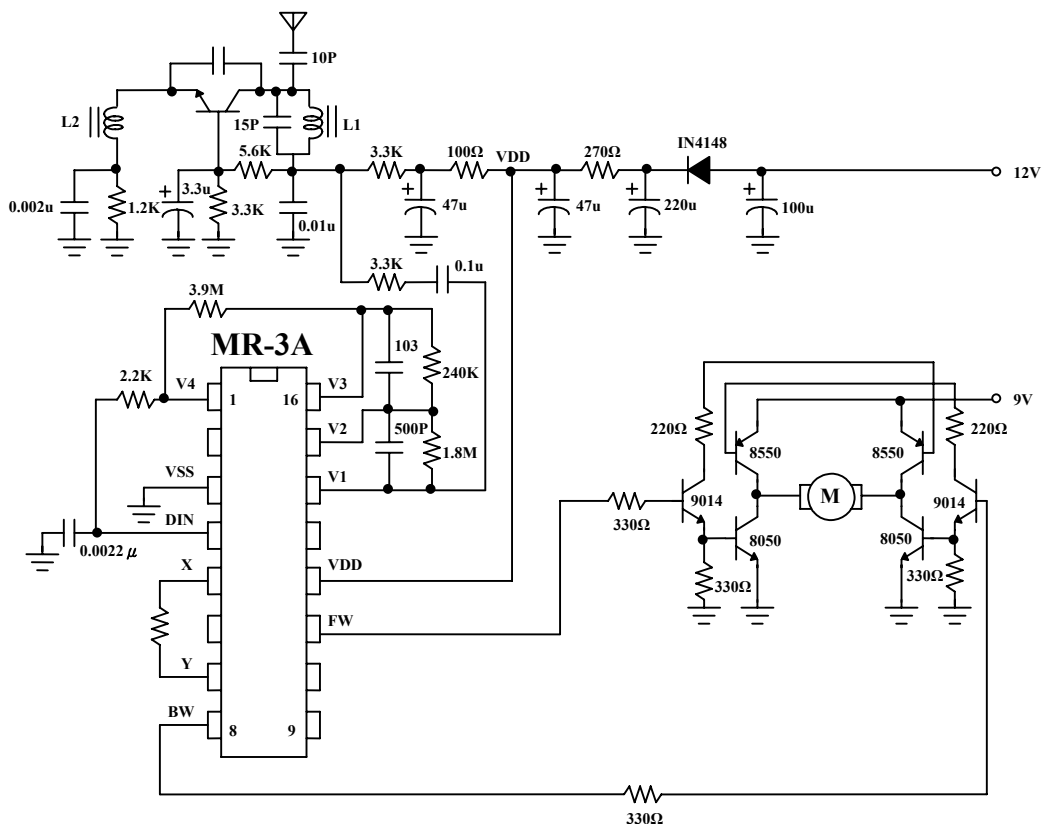 10P
L2
15P
L1
5.6K
3.3K
100Ω
VDD
270Ω
IN4148
12V
0.002u
1.2K
3.3u
3.3K
0.01u
47u
47u
220u
100u
3.3K
0.1u
3.9M
MR-3A
103
240K
2.2K
V4
1
16
V3
V2
500P
1.8M
9V
220Ω
8550
8550
220Ω
VSS
V1
9014
M
9014
330Ω
8050
8050
DIN
0.0022 μ
X
VDD
330Ω
330Ω
FW
Y
BW
8
9
330Ω